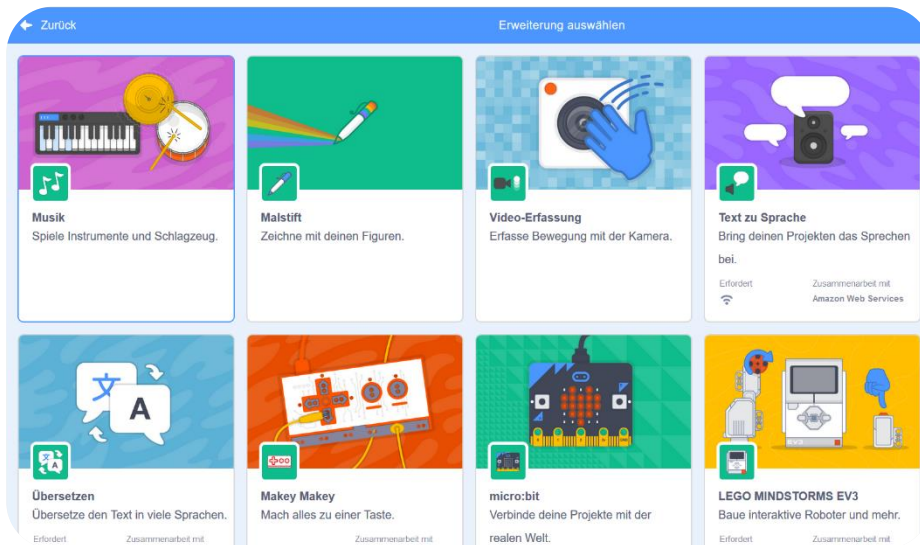 Zurück
Erweiterung auswählen
Musik
Spiele Instrumente und Schlagzeug.
Malstift
Zeichne mit deinen Figuren.
Video-Erfassung
Erfasse Bewegung mit der Kamera.
Text zu Sprache
Bring deinen Projekten das Sprechen
bei.
Erfordert
Zusammenarbeit mit
Amazon Web Services
文
A
Übersetzen
Übersetze den Text in viele Sprachen.
Erfordert
Zusammenarbeit mit
Makey Makey
Mach alles zu einer Taste.
Zusammenarbeit mit
micro:bit
Verbinde deine Projekte mit der
realen Welt.
EV3
LEGO MINDSTORMS EV3
Baue interaktive Roboter und mehr.
Erfordert
Zusammenarbeit mit